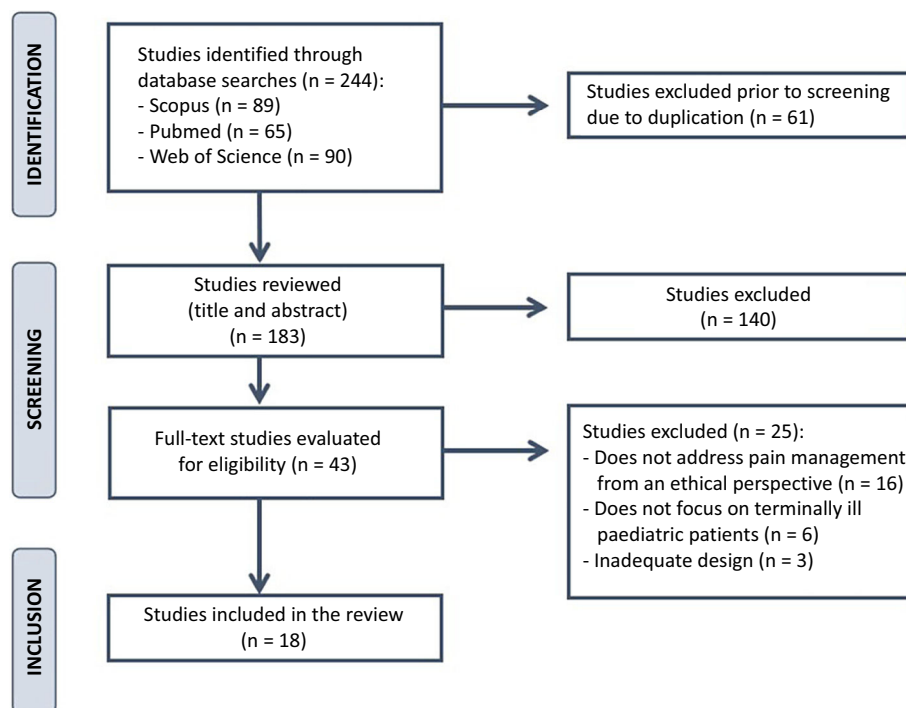 IDENTIFICATION
Studies identified through
database searches (n = 244):
- Scopus (n = 89)
- Pubmed (n = 65)
- Web of Science (n = 90)
Studies excluded prior to screening
due to duplication (n = 61)
SCREENING
Studies reviewed
(title and abstract)
(n = 183)
Studies excluded
(n = 140)
Full-text studies evaluated
for eligibility (n = 43)
Studies excluded (n = 25):
- Does not address pain management
from an ethical perspective (n = 16)
- Does not focus on terminally ill
paediatric patients (n = 6)
- Inadequate design (n = 3)
INCLUSION
Studies included in the review
(n = 18)